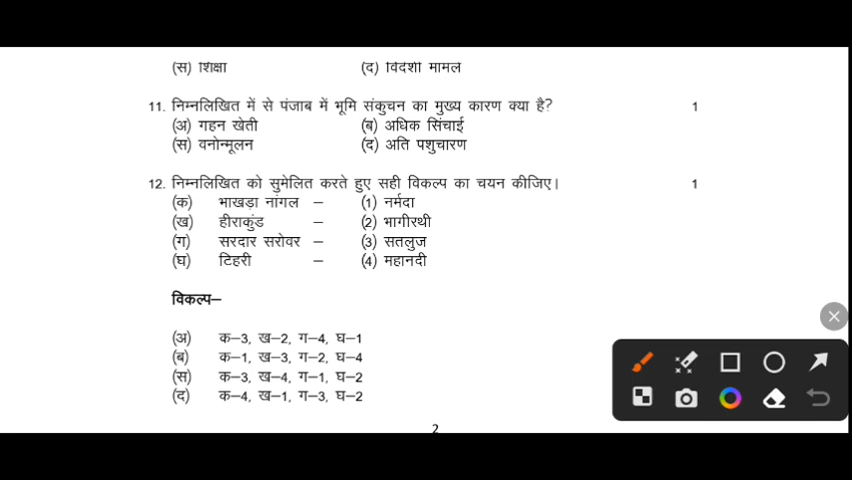 (स) शिक्षा (द) विदेशी मामले
11. निम्नलिखित में से पंजाब में भूमि संकुचन का मुख्य कारण क्या है? 1
(अ) गहन खेती (ब) अधिक सिंचाई
(स) वनोन्मूलन (द) अति पशुचारण
12. निम्नलिखित को सुमेलित करते हुए सही विकल्प का चयन कीजिए। 1
(क) भाखड़ा नांगल – (1) नर्मदा
(ख) हीराकुंड – (2) भागीरथी
(ग) सरदार सरोवर – (3) सतलुज
(घ) टिहरी – (4) महानदी
विकल्प–
(अ) क–3, ख–2, ग–4, घ–1
(ब) क–1, ख–3, ग–2, घ–4
(स) क–3, ख–4, ग–1, घ–2
(द) क–4, ख–1, ग–3, घ–2
2